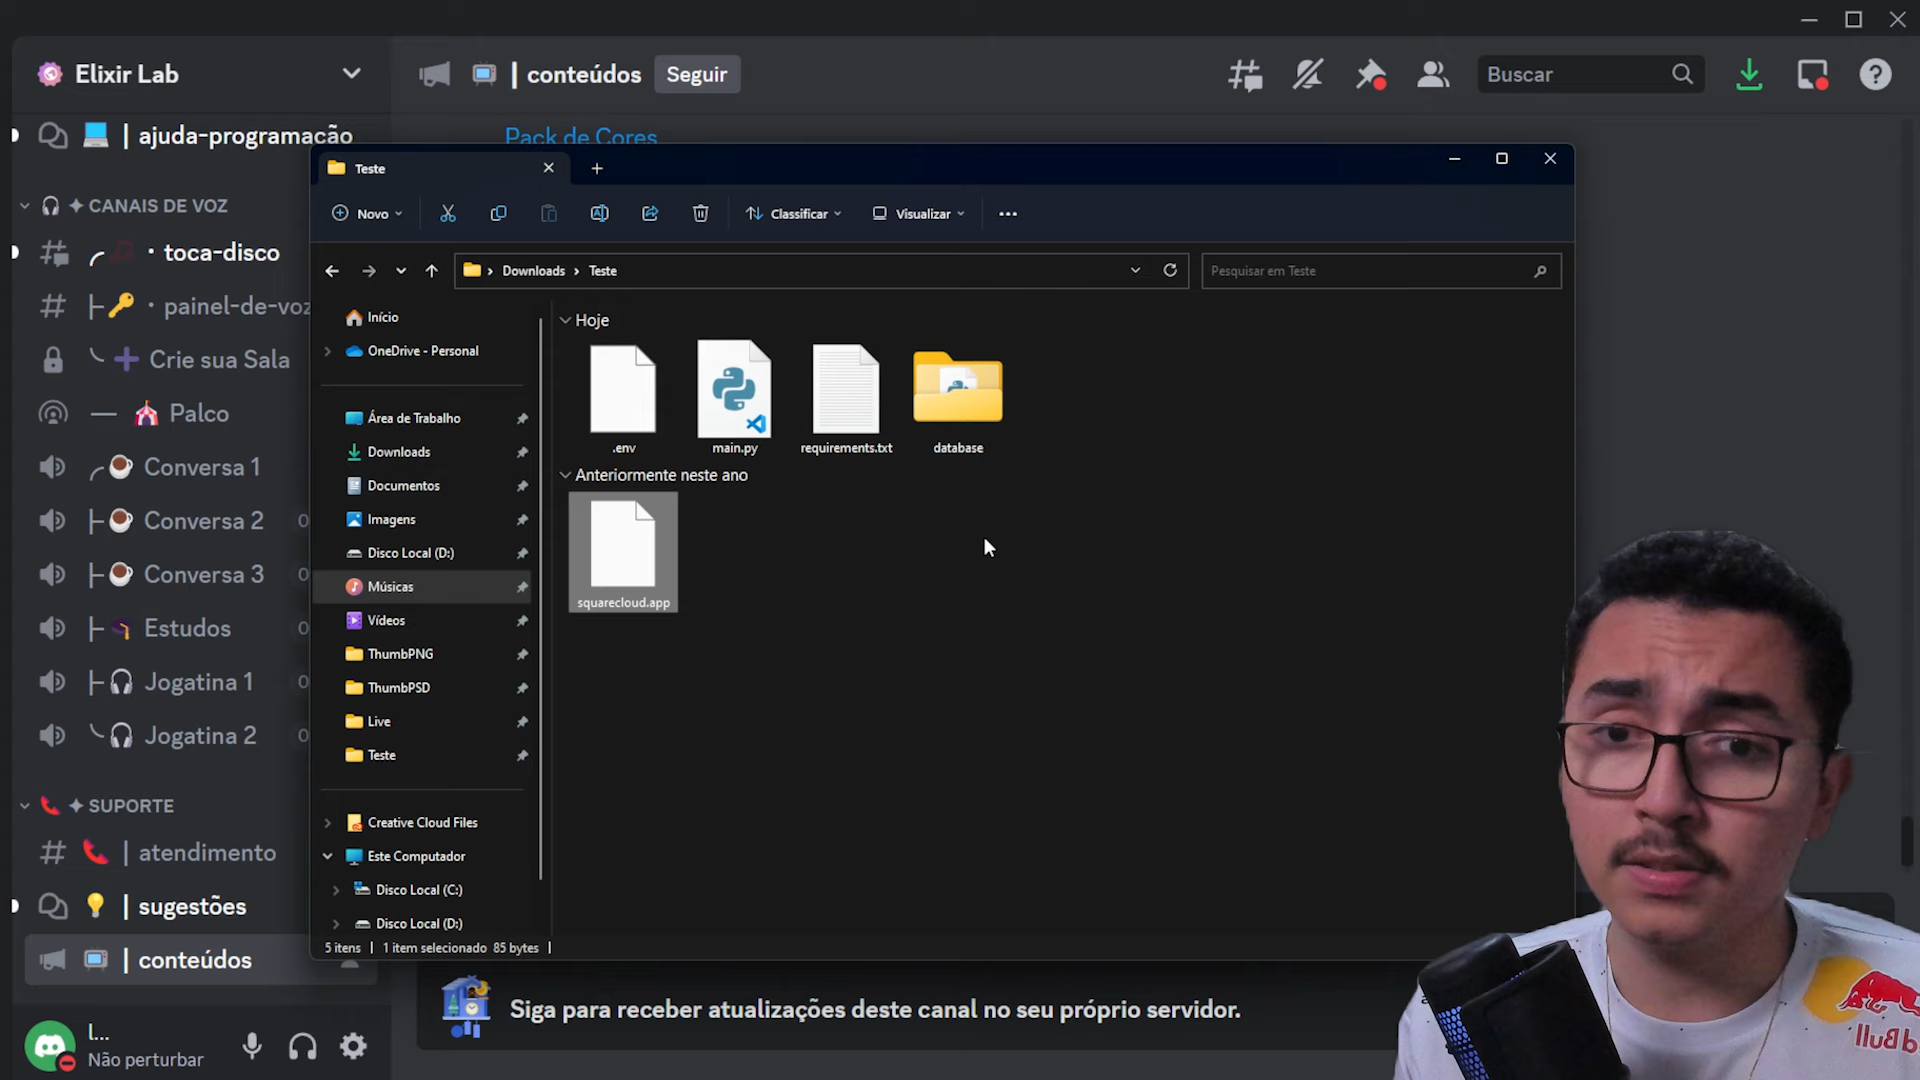 Elixir Lab
| conteúdos
Seguir
Buscar
Pack de Cores
| ajuda-programação
✦ CANAIS DE VOZ
toca-disco
painel-de-voz
Crie sua Sala
Palco
Conversa 1
Conversa 2
Conversa 3
Estudos
Jogatina 1
Jogatina 2
✦ SUPORTE
| atendimento
| sugestões
| conteúdos
l...
Não perturbar
Teste
Novo
Classificar
Visualizar
Downloads
Teste
Pesquisar em Teste
Início
OneDrive - Personal
Área de Trabalho
Downloads
Documentos
Imagens
Disco Local (D:)
Músicas
Vídeos
ThumbPNG
ThumbPSD
Live
Teste
Creative Cloud Files
Este Computador
Disco Local (C:)
Disco Local (D:)
Hoje
.env
main.py
requirements.txt
database
Anteriormente neste ano
squarecloud.app
5 itens | 1 item selecionado 85 bytes |
Siga para receber atualizações deste canal no seu próprio servidor.